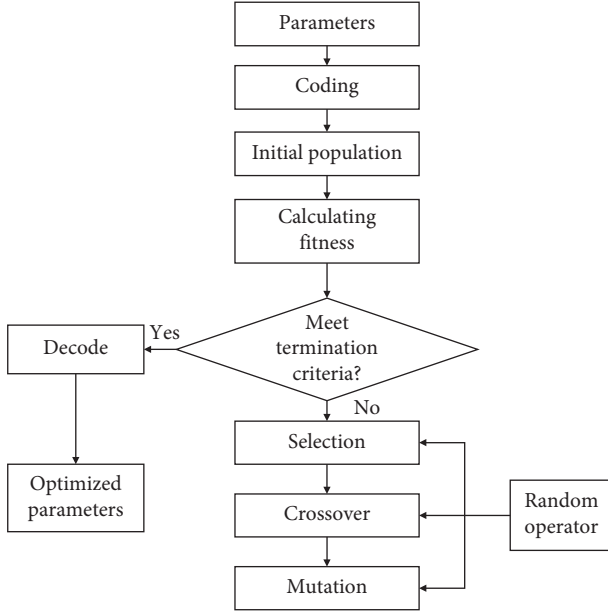 Parameters
Coding
Initial population
Calculating
fitness
Meet
termination
criteria?
Yes
Decode
No
Selection
Optimized
parameters
Crossover
Random
operator
Mutation